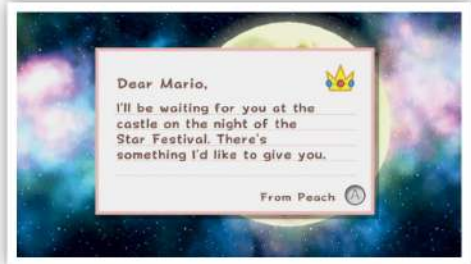 Dear Mario,
I'll be waiting for you at the
castle on the night of the
Star Festival. There's
something I'd like to give you.
From Peach A